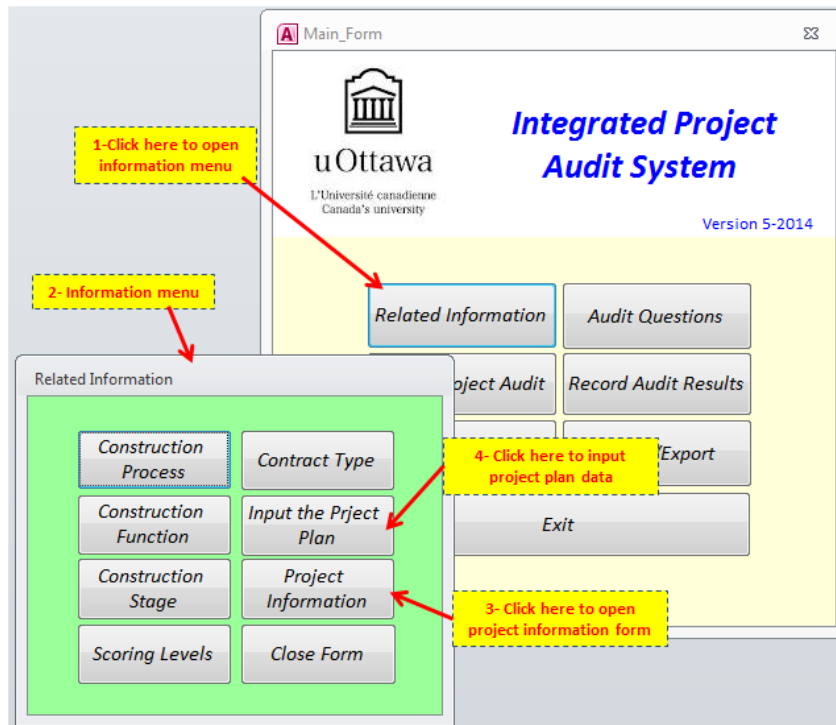 Main_Form
1-Click here to open
information menu
uOttawa
L'Université canadienne
Canada's university
Integrated Project
Audit System
Version 5-2014
2- Information menu
Related Information
Audit Questions
oject Audit
Record Audit Results
/Export
Exit
Related Information
Construction
Process
Contract Type
4- Click here to input
project plan data
Construction
Function
Input the Prject
Plan
Construction
Stage
Project
Information
3- Click here to open
project information form
Scoring Levels
Close Form